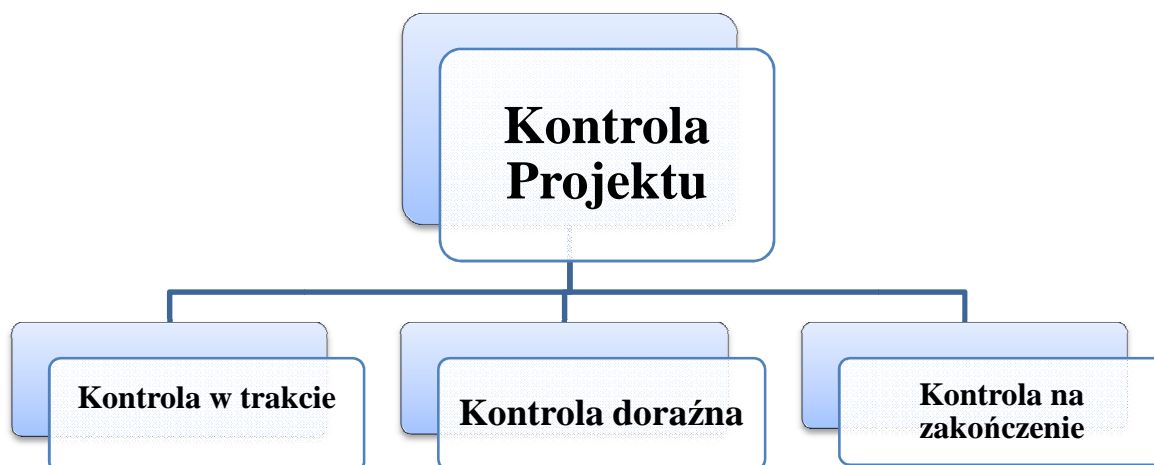 Kontrola
Projektu
Kontrola w trakcie
Kontrola doraźna
Kontrola na
zakończenie